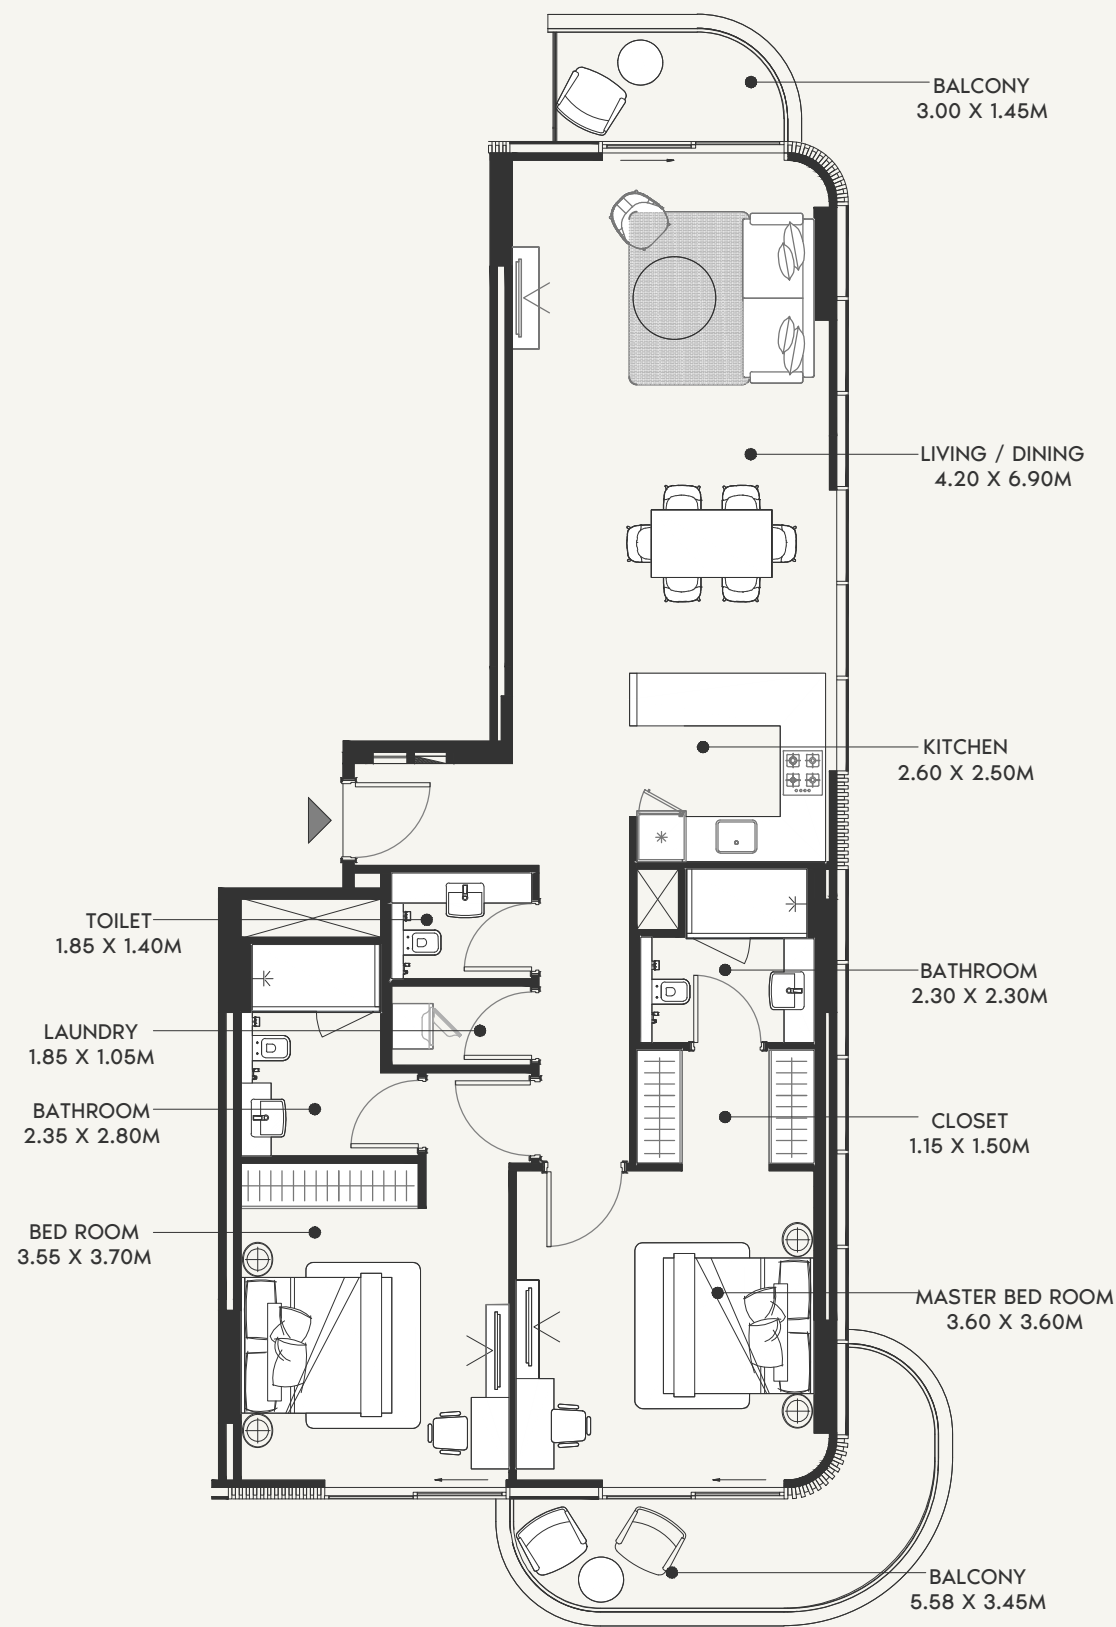 BALCONY
3.00 X 1.45M
LIVING / DINING
4.20 X 6.90M
KITCHEN
2.60 X 2.50M
TOILET
1.85 X 1.40M
BATHROOM
2.30 X 2.30M
LAUNDRY
1.85 X 1.05M
BATHROOM
2.35 X 2.80M
CLOSET
1.15 X 1.50M
BED ROOM
3.55 X 3.70M
MASTER BED ROOM
3.60 X 3.60M
BALCONY
5.58 X 3.45M